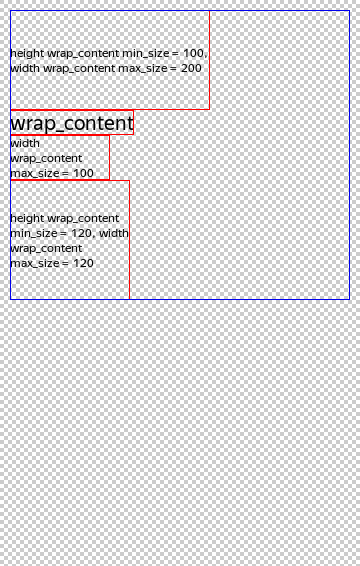 height wrap_content min_size = 100,
width wrap_content max_size = 200
wrap_content
width
wrap_content
max_size = 100
height wrap_content
min_size = 120, width
wrap_content
max_size = 120